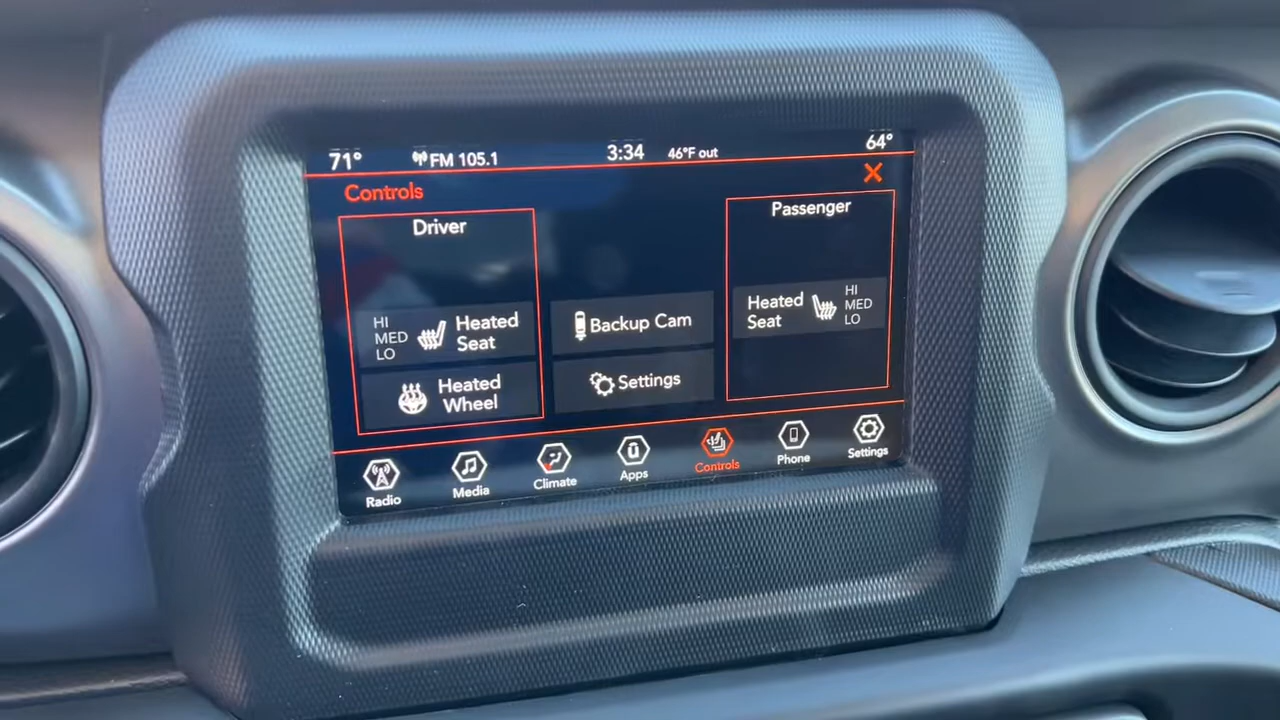 71° FM 105.1 3:34 46°F out 64°
Controls
Driver
Passenger
HI
MED
LO
Heated
Seat
Backup Cam
Heated
Seat
HI
MED
LO
Heated
Wheel
Settings
Radio Media Climate Apps Controls Phone Settings